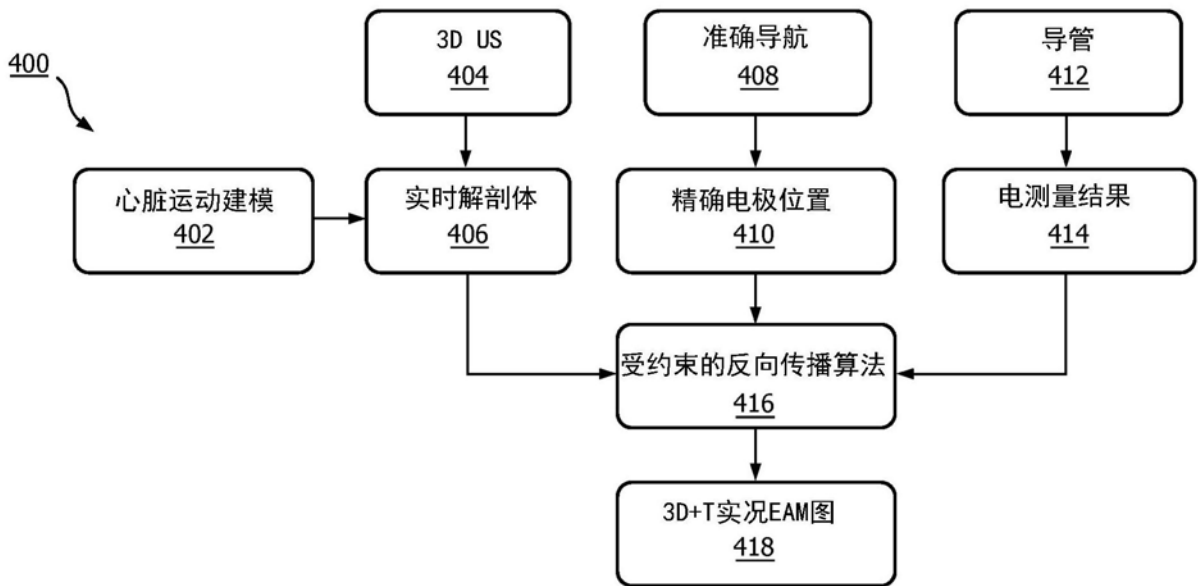 400
3D US
404
准确导航
408
导管
412
心脏运动建模
402
实时解剖体
406
精确电极位置
410
电测量结果
414
受约束的反向传播算法
416
3D+T实况EAM图
418